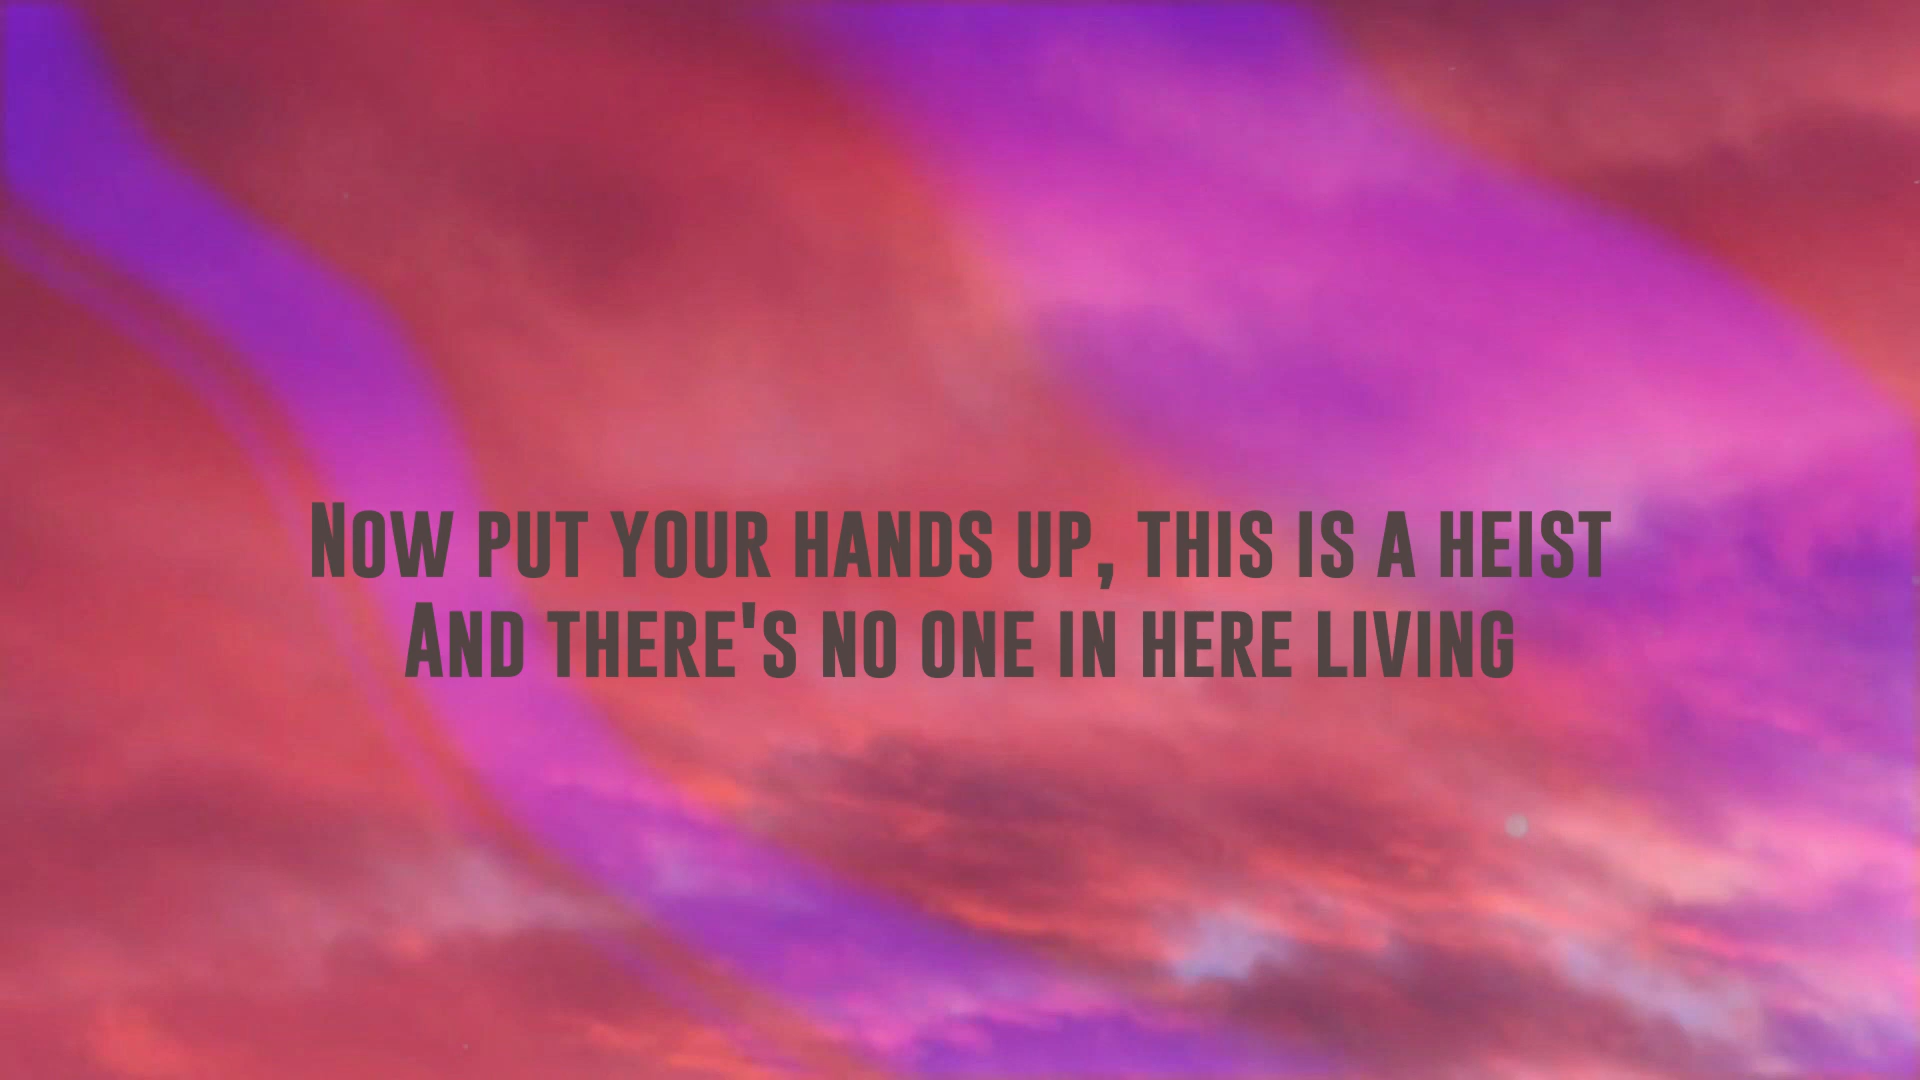 Now put your hands up, this is a heist
And there's no one in here living